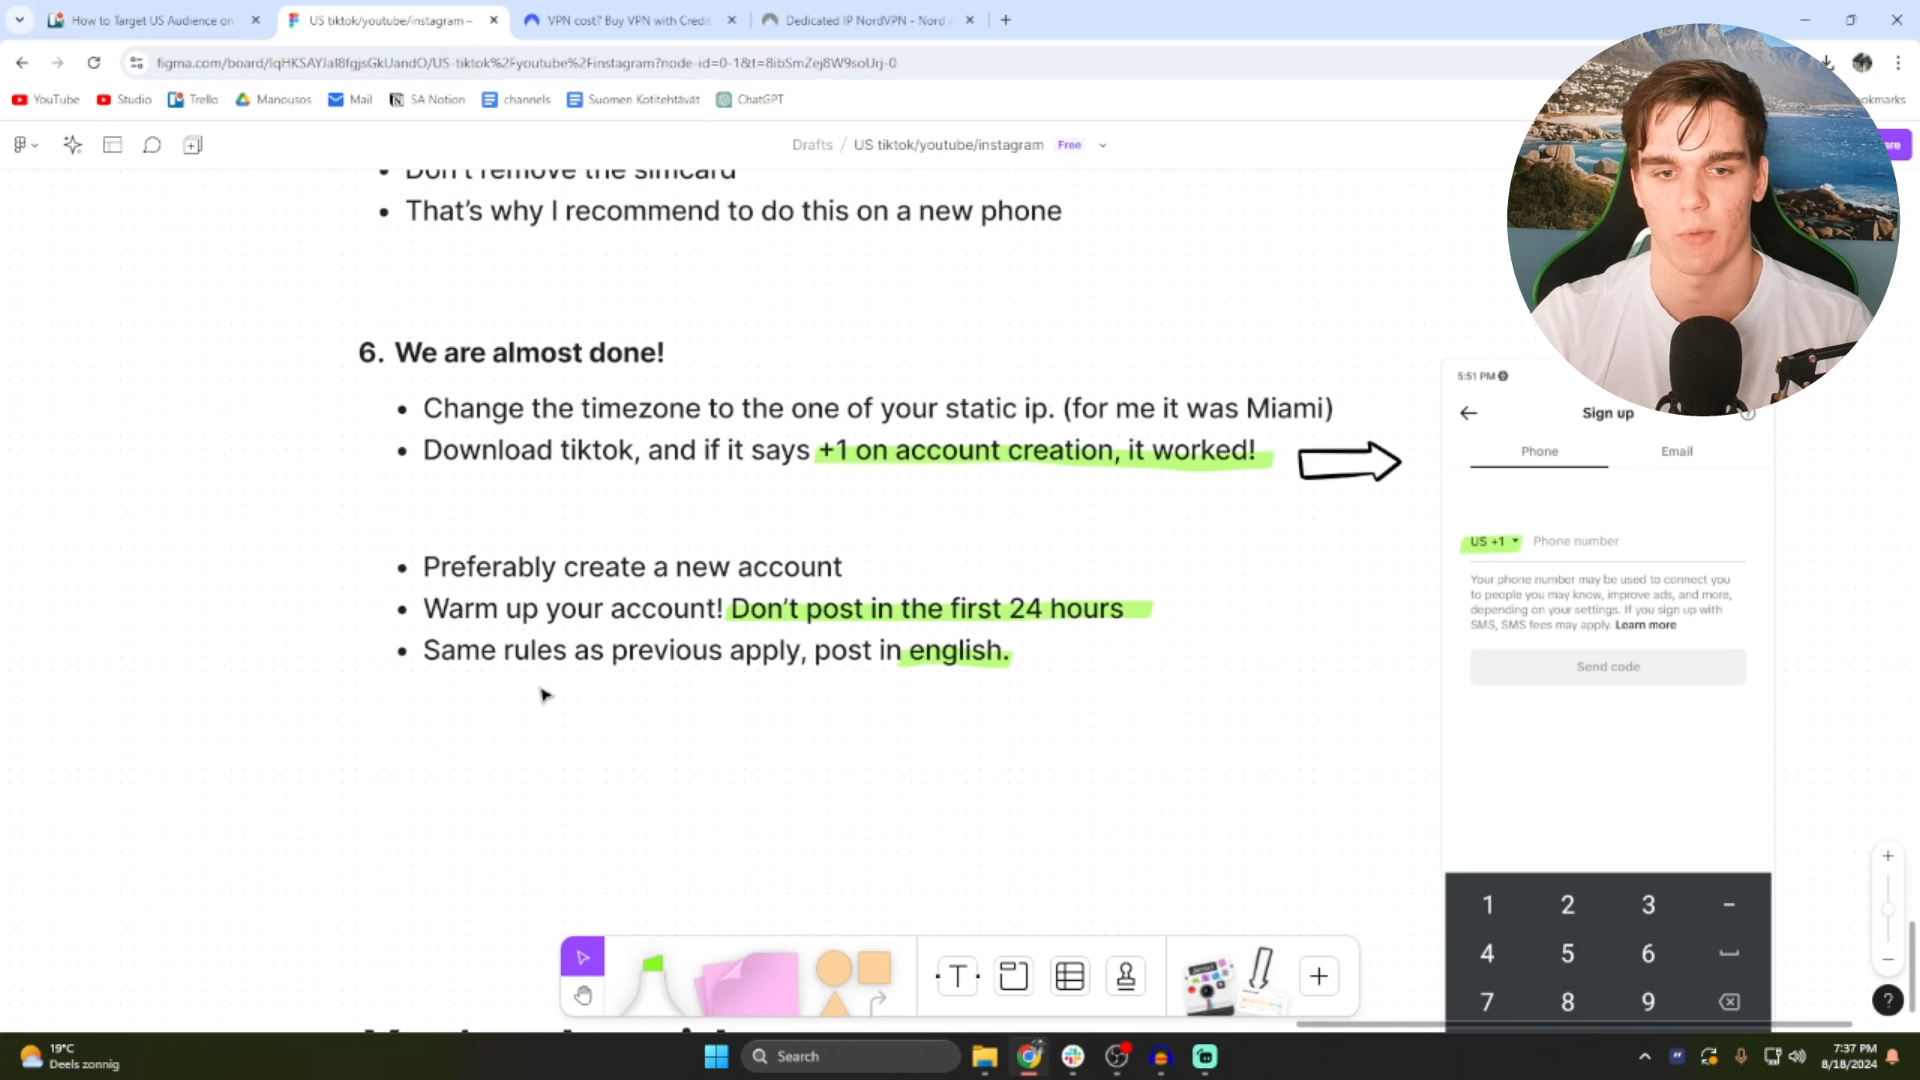 How to Target US Audience on
US tiktok/youtube/instagram –
VPN cost? Buy VPN with Credit
Dedicated IP NordVPN - Nord
figma.com/board/lqHKSAYJal8fgjsGkUandO/US-tiktok%2Fyoutube%2Finstagram?node-id=0-1&t=8ibSmZej8W9soUrj-0
YouTube
Studio
Trello
Manousos
Mail
SA Notion
channels
Suomen Kotitehtävät
ChatGPT
Drafts / US tiktok/youtube/instagram Free
• Don't remove the simcard
• That's why I recommend to do this on a new phone
6. We are almost done!
• Change the timezone to the one of your static ip. (for me it was Miami)
• Download tiktok, and if it says +1 on account creation, it worked!
• Preferably create a new account
• Warm up your account! Don't post in the first 24 hours
• Same rules as previous apply, post in english.
5:51 PM
Sign up
Phone
Email
US +1
Phone number
Your phone number may be used to connect you
to people you may know, improve ads, and more,
depending on your settings. If you sign up with
SMS, SMS fees may apply. Learn more
Send code
1 2 3 –
4 5 6
7 8 9
T
19°C
Deels zonnig
Search
7:37 PM
8/18/2024